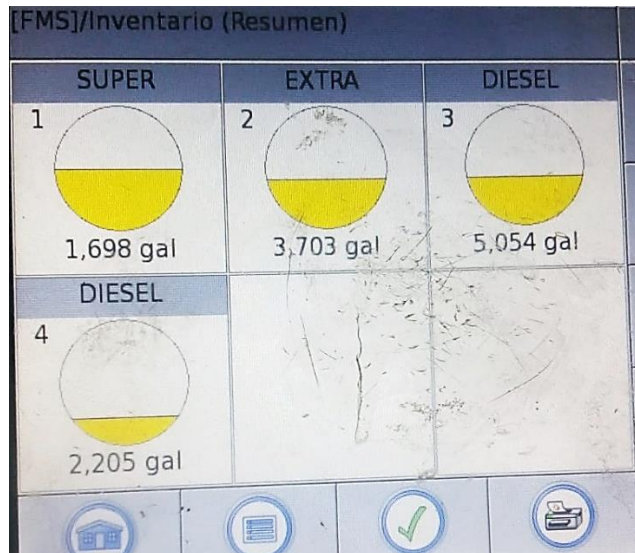 [FMS]/Inventario (Resumen)
SUPER EXTRA DIESEL
1 2 3
1,698 gal 3,703 gal 5,054 gal
DIESEL
4
2,205 gal